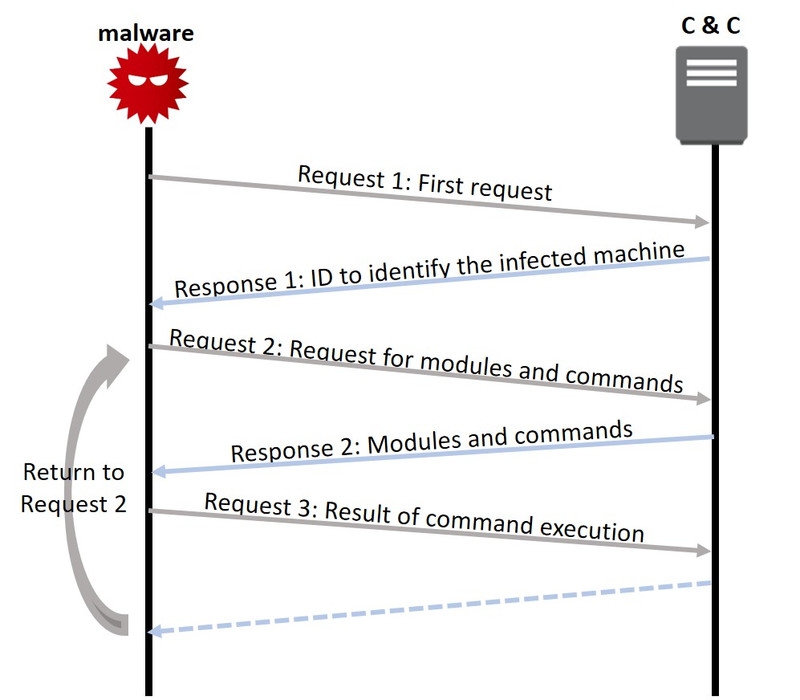 malware
C & C
Request 1: First request
Response 1: ID to identify the infected machine
Request 2: Request for modules and commands
Response 2: Modules and commands
Return to
Request 2
Request 3: Result of command execution